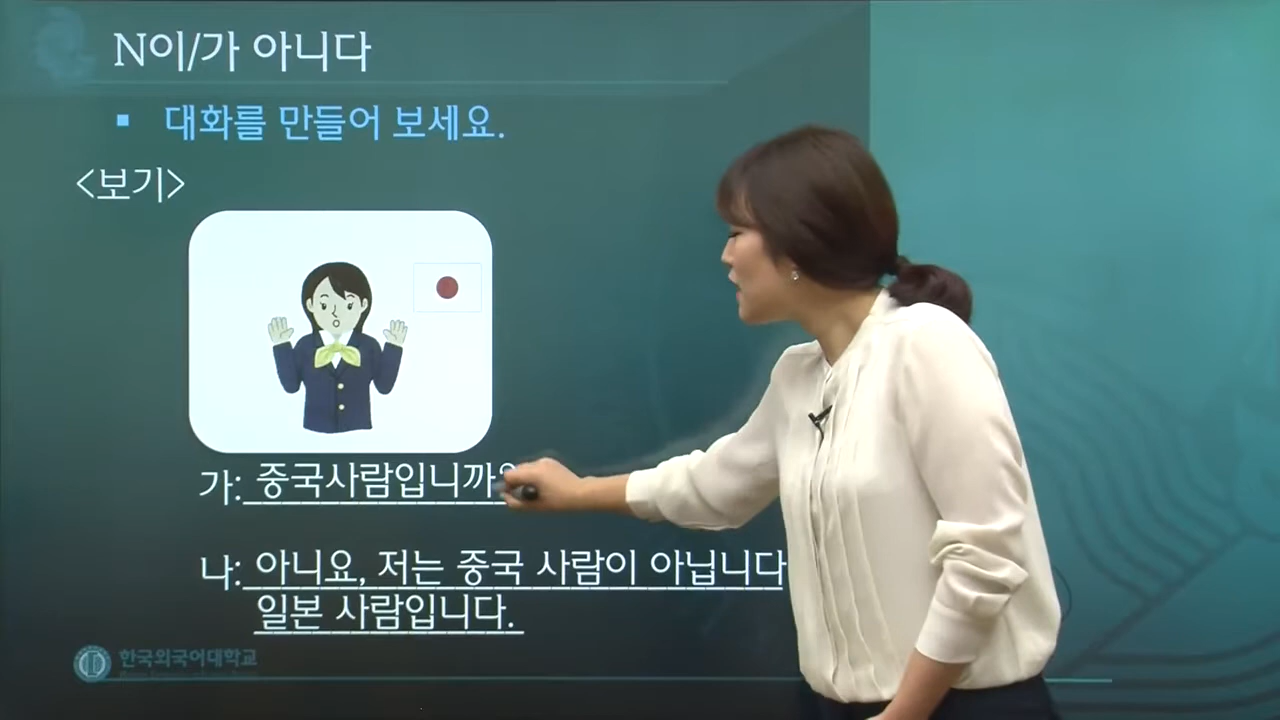 N이/가 아니다
▪ 대화를 만들어 보세요.
<보기>
가: 중국사람입니까?
나: 아니요, 저는 중국 사람이 아닙니다
일본 사람입니다.
한국외국어대학교